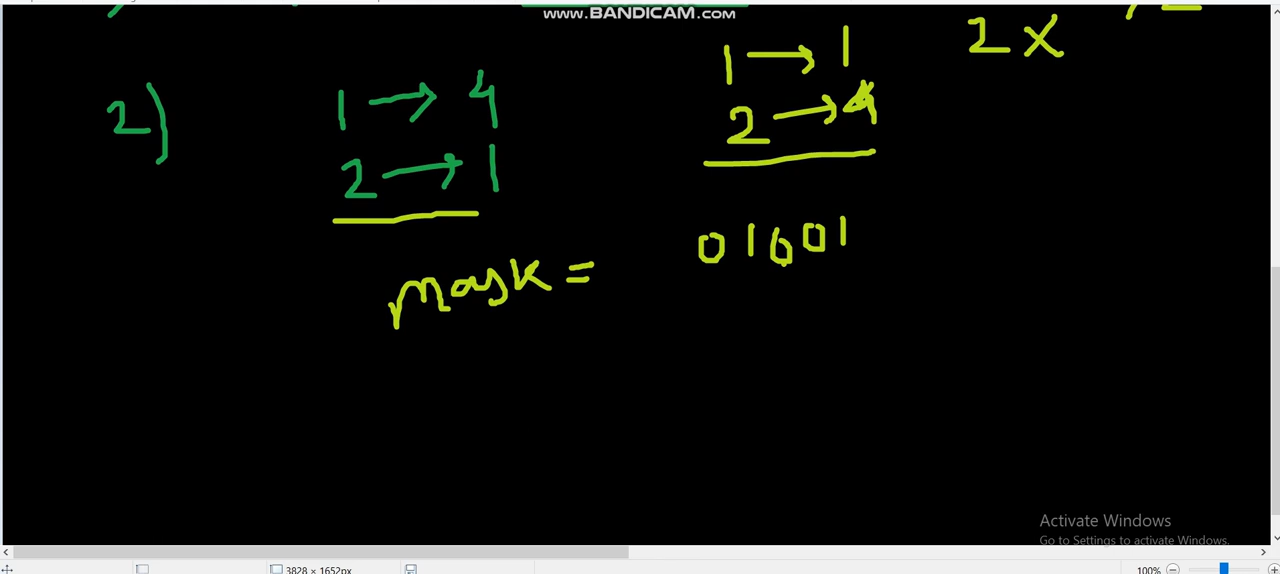 WWW.BANDICAM.COM
2 X
1 → 1
2 → 4
2)
1 → 4
2 → 1
mask =
01001
Activate Windows
Go to Settings to activate Windows.
3828 × 1652px
100%